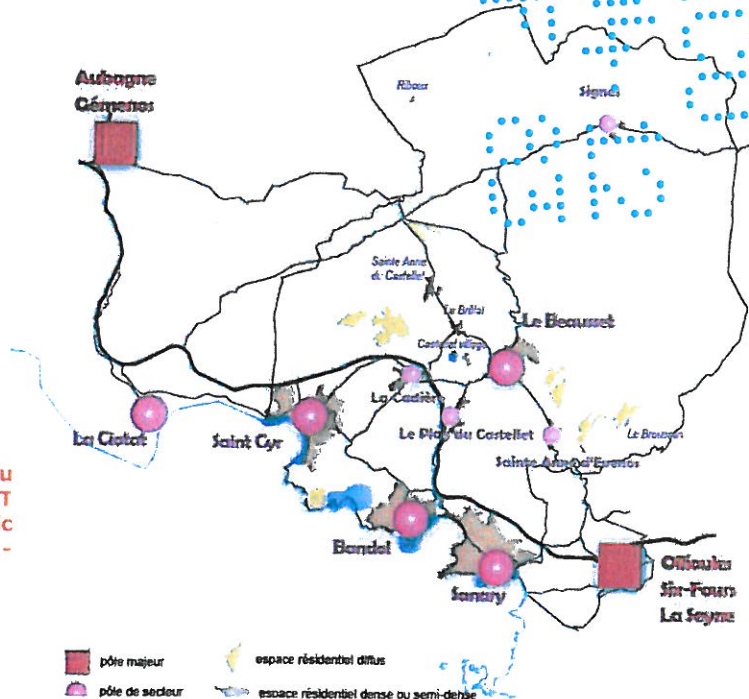 Aubagne
Gémenos
Riboux
Signes
Sainte Anne
du Castellet
Le Brûlat
Castellet village
Le Beausset
La Cadière
La Ciotat
Saint Cyr
Le Plan du Castellet
Le Broussan
Sainte Anne d'Evenos
u
T
c
-
Bandol
Sanary
Ollioules
Six-Fours
La Seyne
pôle majeur
espace résidentiel diffus
pôle de secteur
espace résidentiel dense ou semi-dense